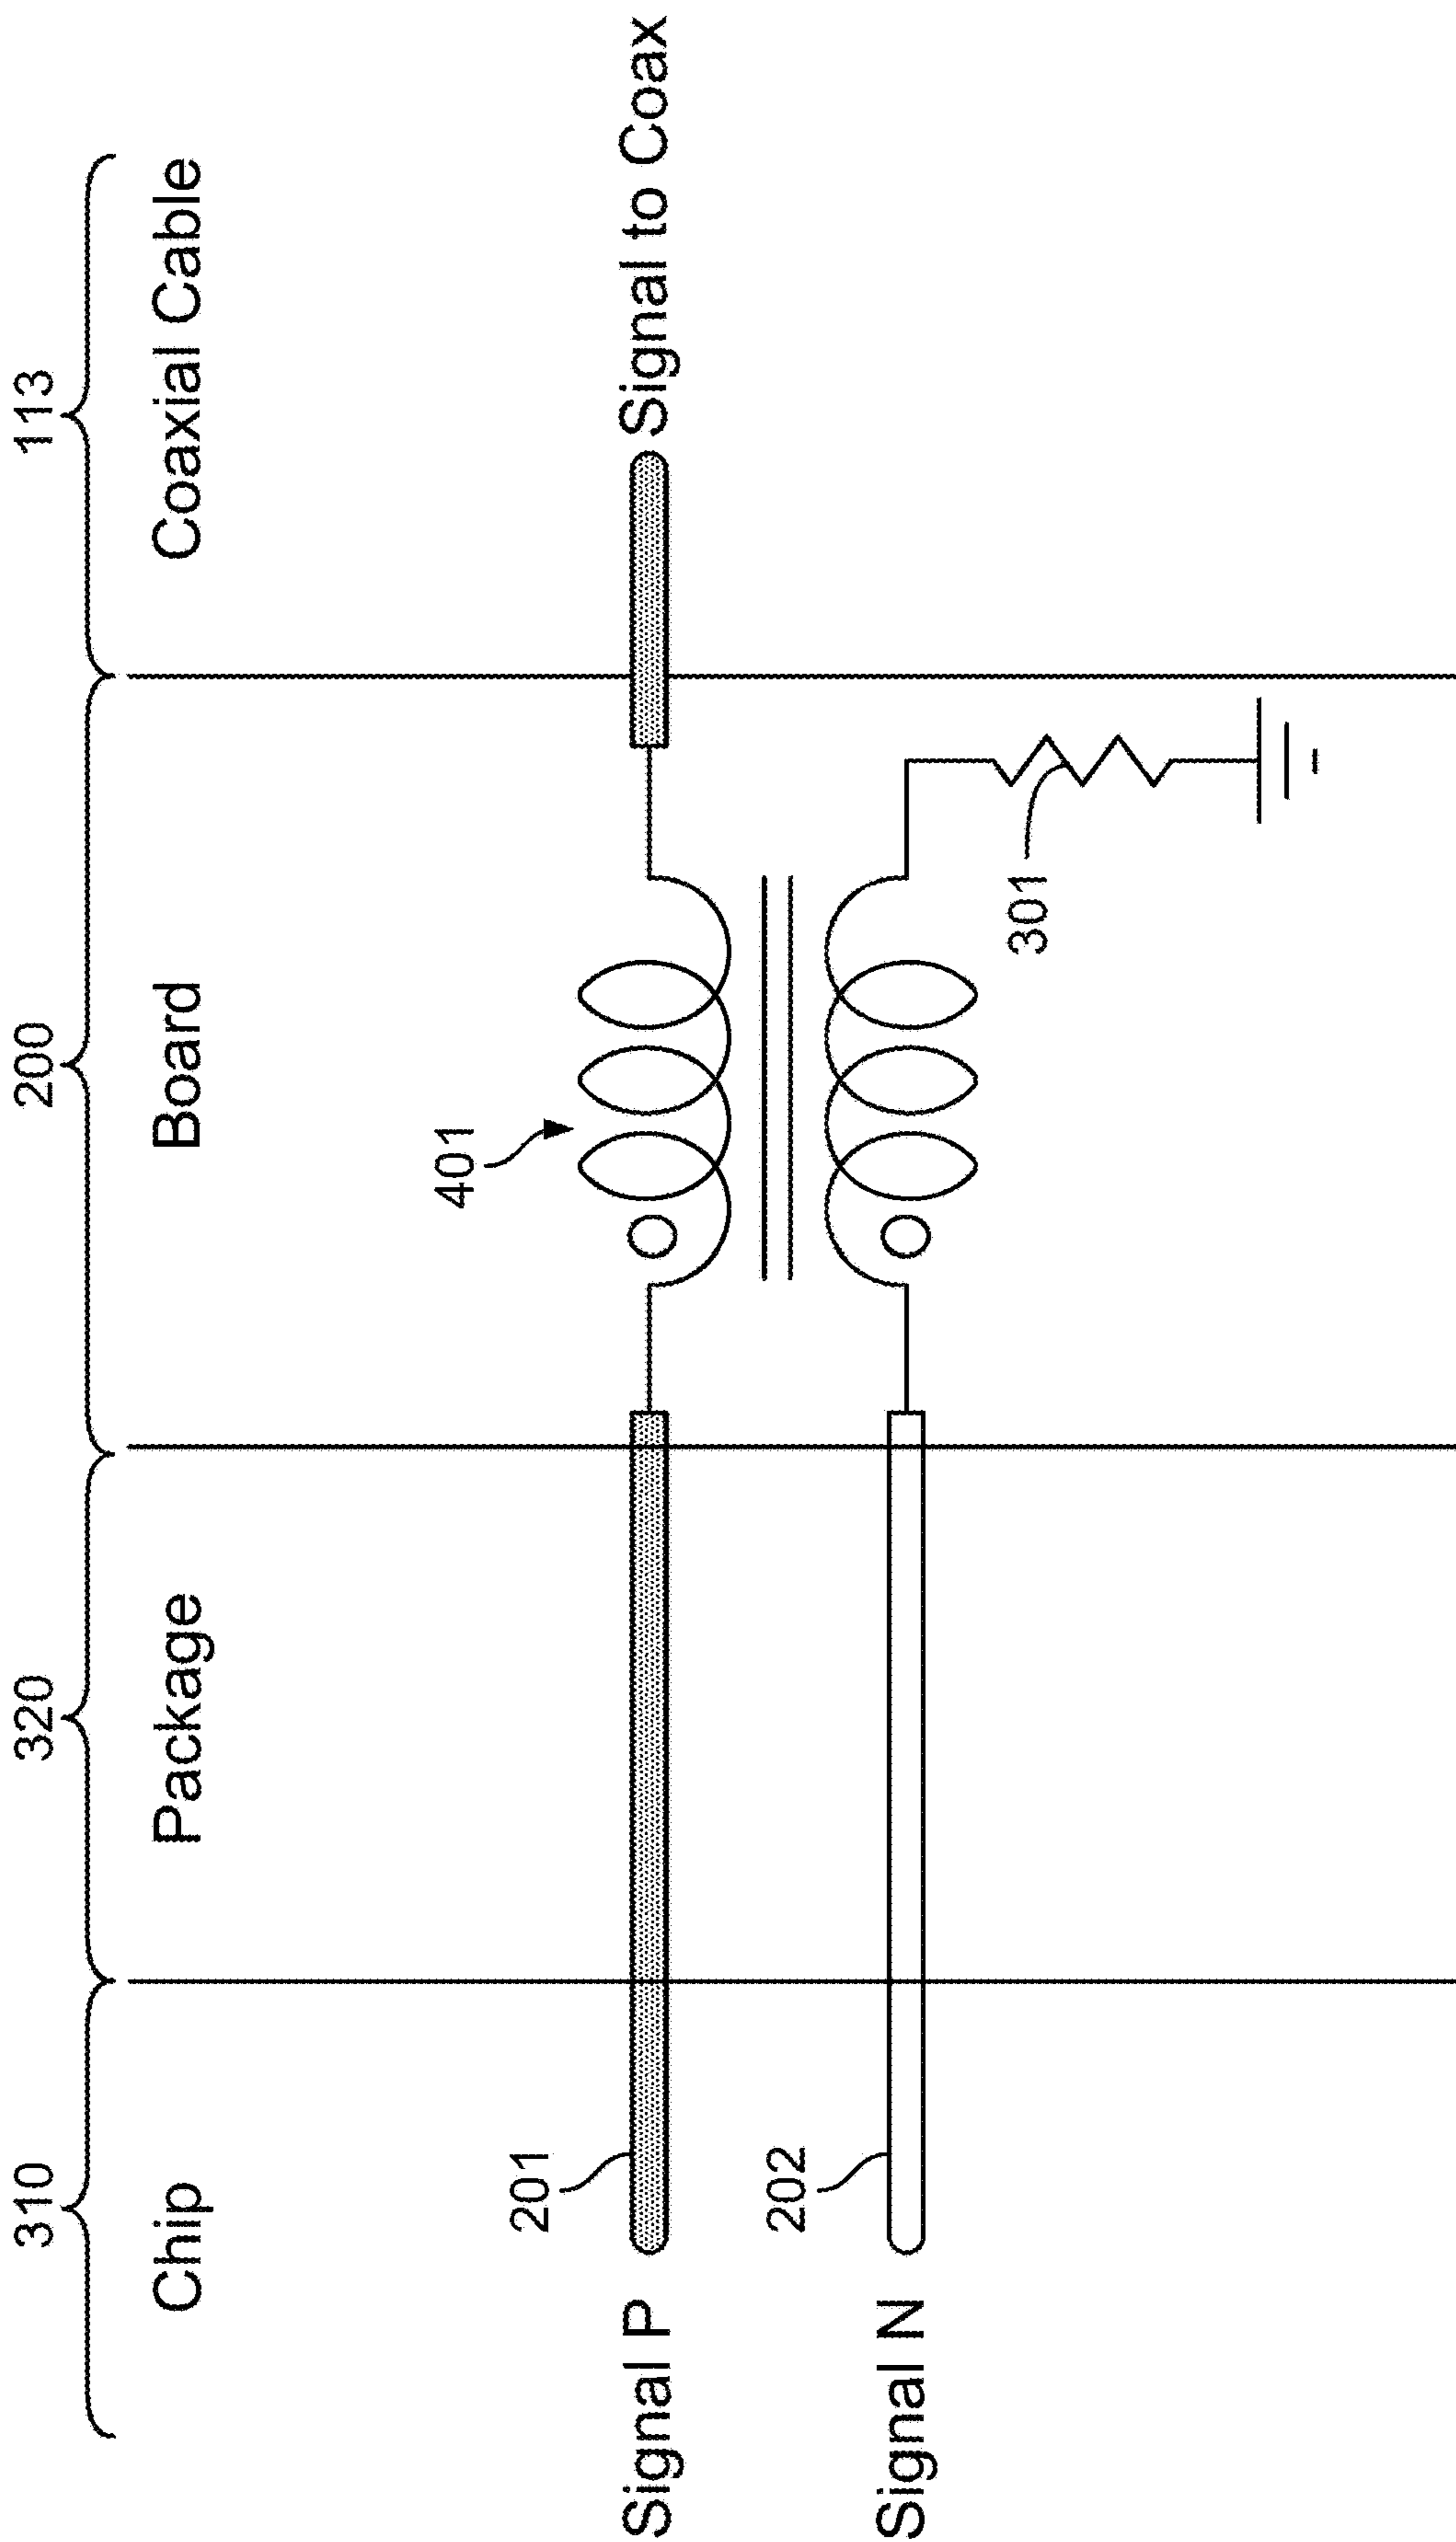 310 320 200 113
Chip Package Board Coaxial Cable
401
201
Signal P Signal to Coax
202
Signal N
301